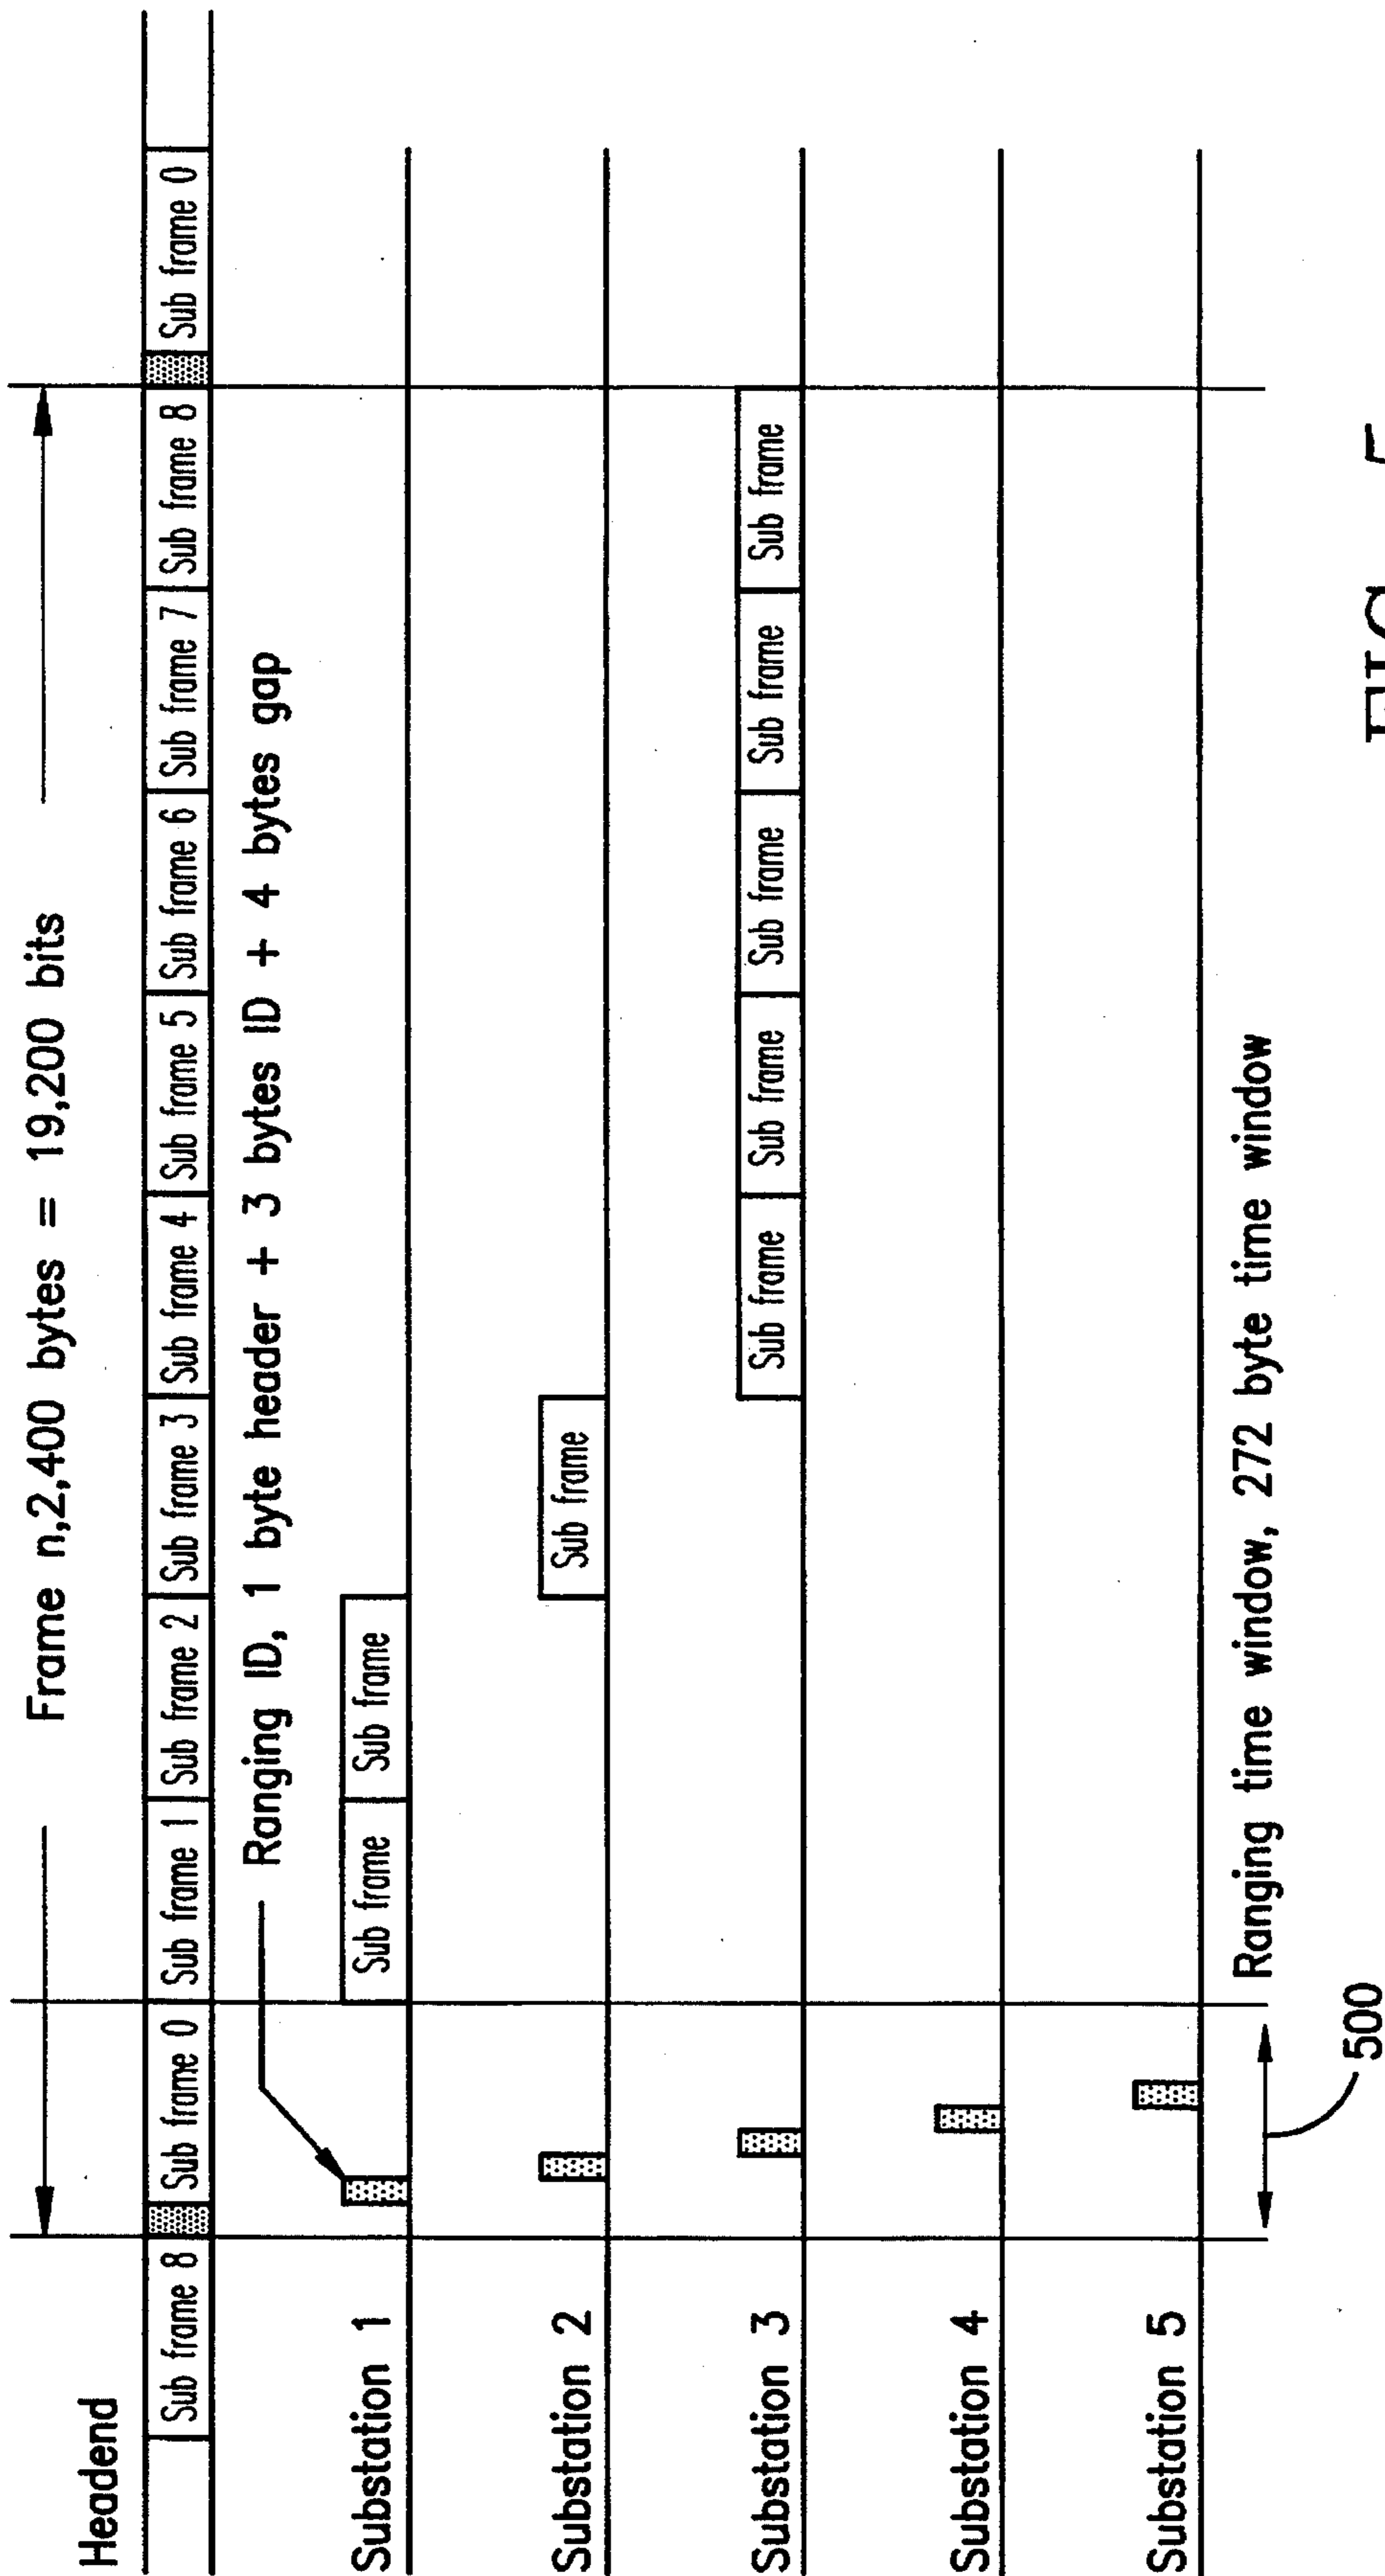 Frame n,2,400 bytes = 19,200 bits
Headend
Sub frame 8 Sub frame 0 Sub frame 1 Sub frame 2 Sub frame 3 Sub frame 4 Sub frame 5 Sub frame 6 Sub frame 7 Sub frame 8 Sub frame 0
Ranging ID, 1 byte header + 3 bytes ID + 4 bytes gap
Substation 1 Sub frame Sub frame
Substation 2 Sub frame
Substation 3 Sub frame Sub frame Sub frame Sub frame Sub frame
Substation 4
Substation 5
Ranging time window, 272 byte time window
500